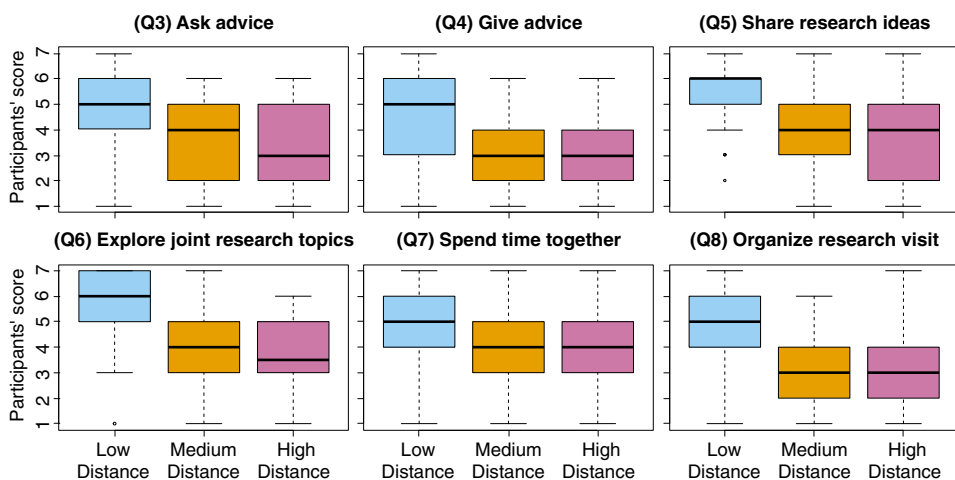 (Q3) Ask advice
(Q4) Give advice
(Q5) Share research ideas
Participants' score
7
6
5
4
3
2
1
(Q6) Explore joint research topics
(Q7) Spend time together
(Q8) Organize research visit
Participants' score
7
6
5
4
3
2
1
Low Distance
Medium Distance
High Distance
Low Distance
Medium Distance
High Distance
Low Distance
Medium Distance
High Distance